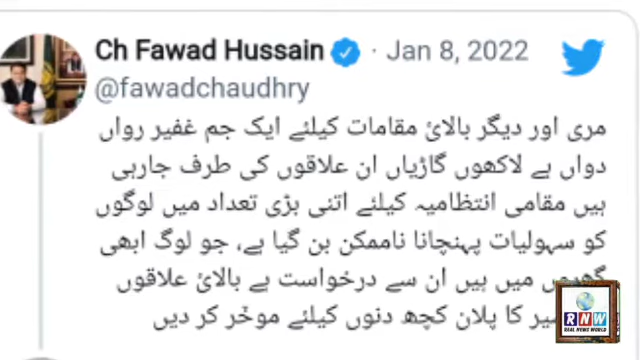 Ch Fawad Hussain · Jan 8, 2022
@fawadchaudhry
مری اور دیگر بالائ مقامات کیلئے ایک جم غفیر رواں
دواں ہے لاکھوں گاڑیاں ان علاقوں کی طرف جارہی
ہیں مقامی انتظامیہ کیلئے اتنی بڑی تعداد میں لوگوں
کو سہولیات پہنچانا ناممکن بن گیا ہے، جو لوگ ابھی
گھروں میں ہیں ان سے درخواست ہے بالائ علاقوں
سیر کا پلان کچھ دنوں کیلئے مؤخر کر دیں
RNW
REAL NEWS WORLD